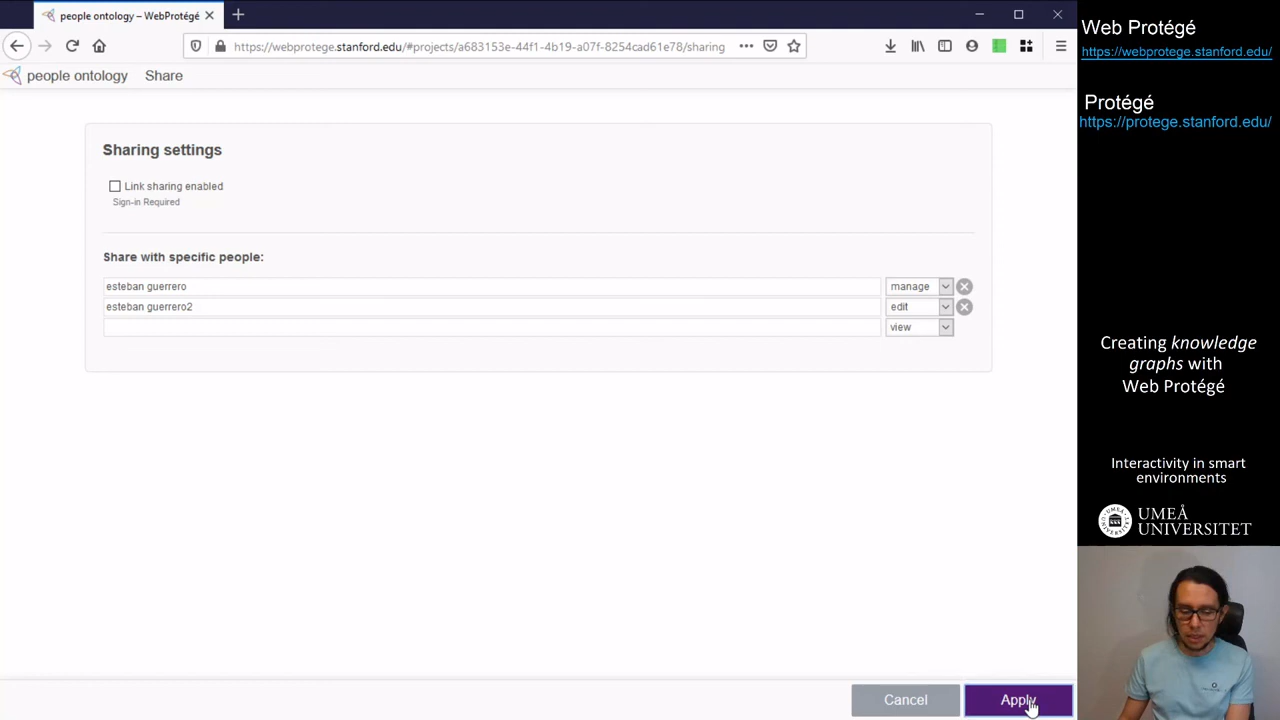 people ontology – WebProtégé
https://webprotege.stanford.edu/#projects/a683153e-44f1-4b19-a07f-8254cad61e78/sharing
people ontology Share
Sharing settings
Link sharing enabled
Sign-in Required
Share with specific people:
esteban guerrero manage
esteban guerrero2 edit
view
Cancel Apply
Web Protégé
https://webprotege.stanford.edu/
Protégé
https://protege.stanford.edu/
Creating knowledge
graphs with
Web Protégé
Interactivity in smart
environments
UMEÅ
UNIVERSITET